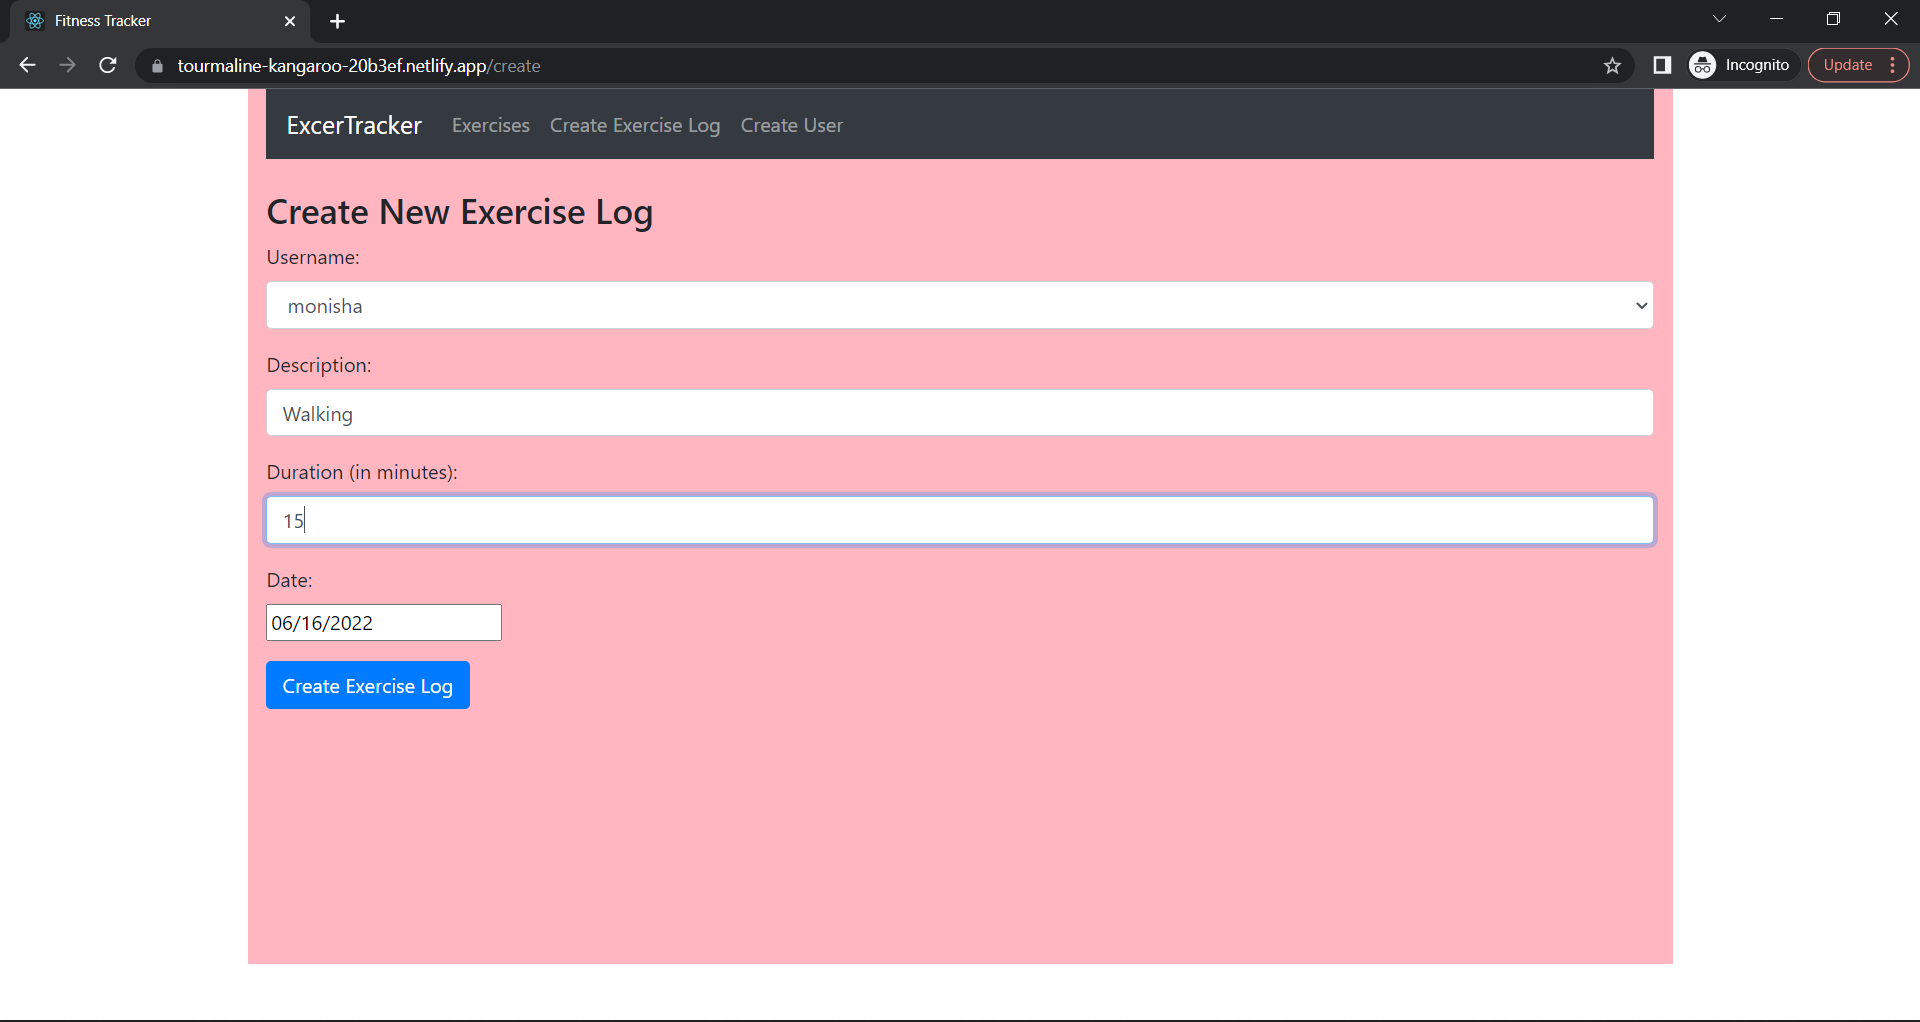 Fitness Tracker
tourmaline-kangaroo-20b3ef.netlify.app/create
Incognito
Update
ExcerTracker Exercises Create Exercise Log Create User
Create New Exercise Log
Username:
monisha
Description:
Walking
Duration (in minutes):
15
Date:
06/16/2022
Create Exercise Log